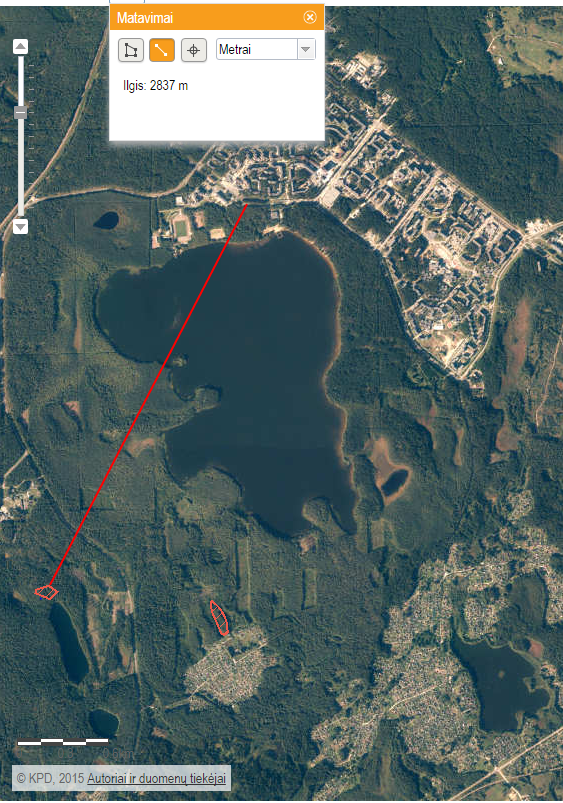 Matavimai
Metrai
Ilgis: 2837 m
© KPD, 2015 Autoriai ir duomenų tiekėjai